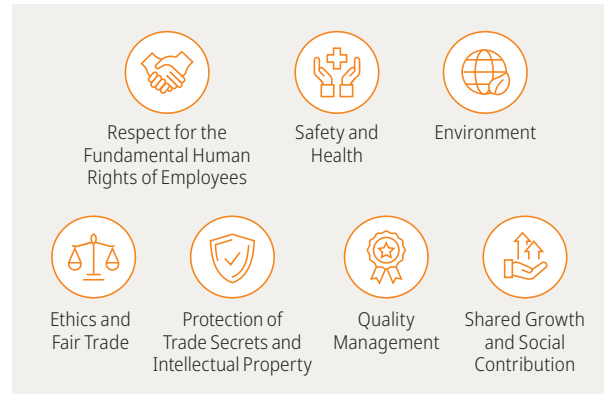 Respect for the
Fundamental Human
Rights of Employees
Safety and
Health
Environment
Ethics and
Fair Trade
Protection of
Trade Secrets and
Intellectual Property
Quality
Management
Shared Growth
and Social
Contribution